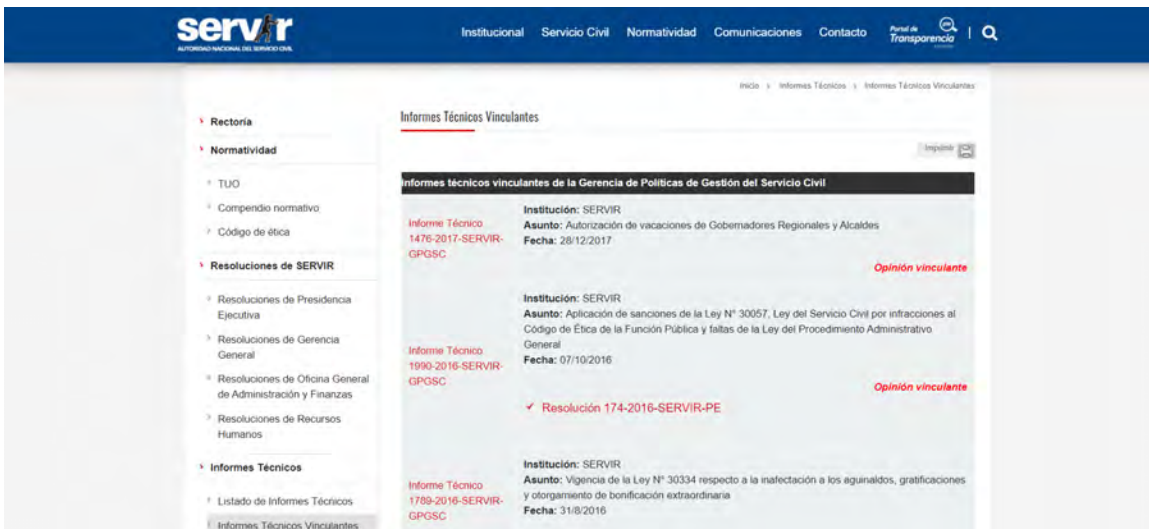 servir
AUTORIDAD NACIONAL DEL SERVICIO CIVIL
Institucional Servicio Civil Normatividad Comunicaciones Contacto Portal de Transparencia
Inicio > Informes Técnicos > Informes Técnicos Vinculantes
Rectoría
Normatividad
TUO
Compendio normativo
Código de ética
Resoluciones de SERVIR
Resoluciones de Presidencia
Ejecutiva
Resoluciones de Gerencia
General
Resoluciones de Oficina General
de Administración y Finanzas
Resoluciones de Recursos
Humanos
Informes Técnicos
Listado de Informes Técnicos
Informes Técnicos Vinculantes
Informes Técnicos Vinculantes
Imprimir
Informes técnicos vinculantes de la Gerencia de Políticas de Gestión del Servicio Civil
Informe Técnico
1476-2017-SERVIR-
GPGSC
Institución: SERVIR
Asunto: Autorización de vacaciones de Gobernadores Regionales y Alcaldes
Fecha: 28/12/2017
Opinión vinculante
Informe Técnico
1990-2016-SERVIR-
GPGSC
Institución: SERVIR
Asunto: Aplicación de sanciones de la Ley N° 30057, Ley del Servicio Civil por infracciones al
Código de Ética de la Función Pública y faltas de la Ley del Procedimiento Administrativo
General
Fecha: 07/10/2016
Opinión vinculante
✓ Resolución 174-2016-SERVIR-PE
Informe Técnico
1789-2016-SERVIR-
GPGSC
Institución: SERVIR
Asunto: Vigencia de la Ley N° 30334 respecto a la inafectación a los aguinaldos, gratificaciones
y otorgamiento de bonificación extraordinaria
Fecha: 31/8/2016